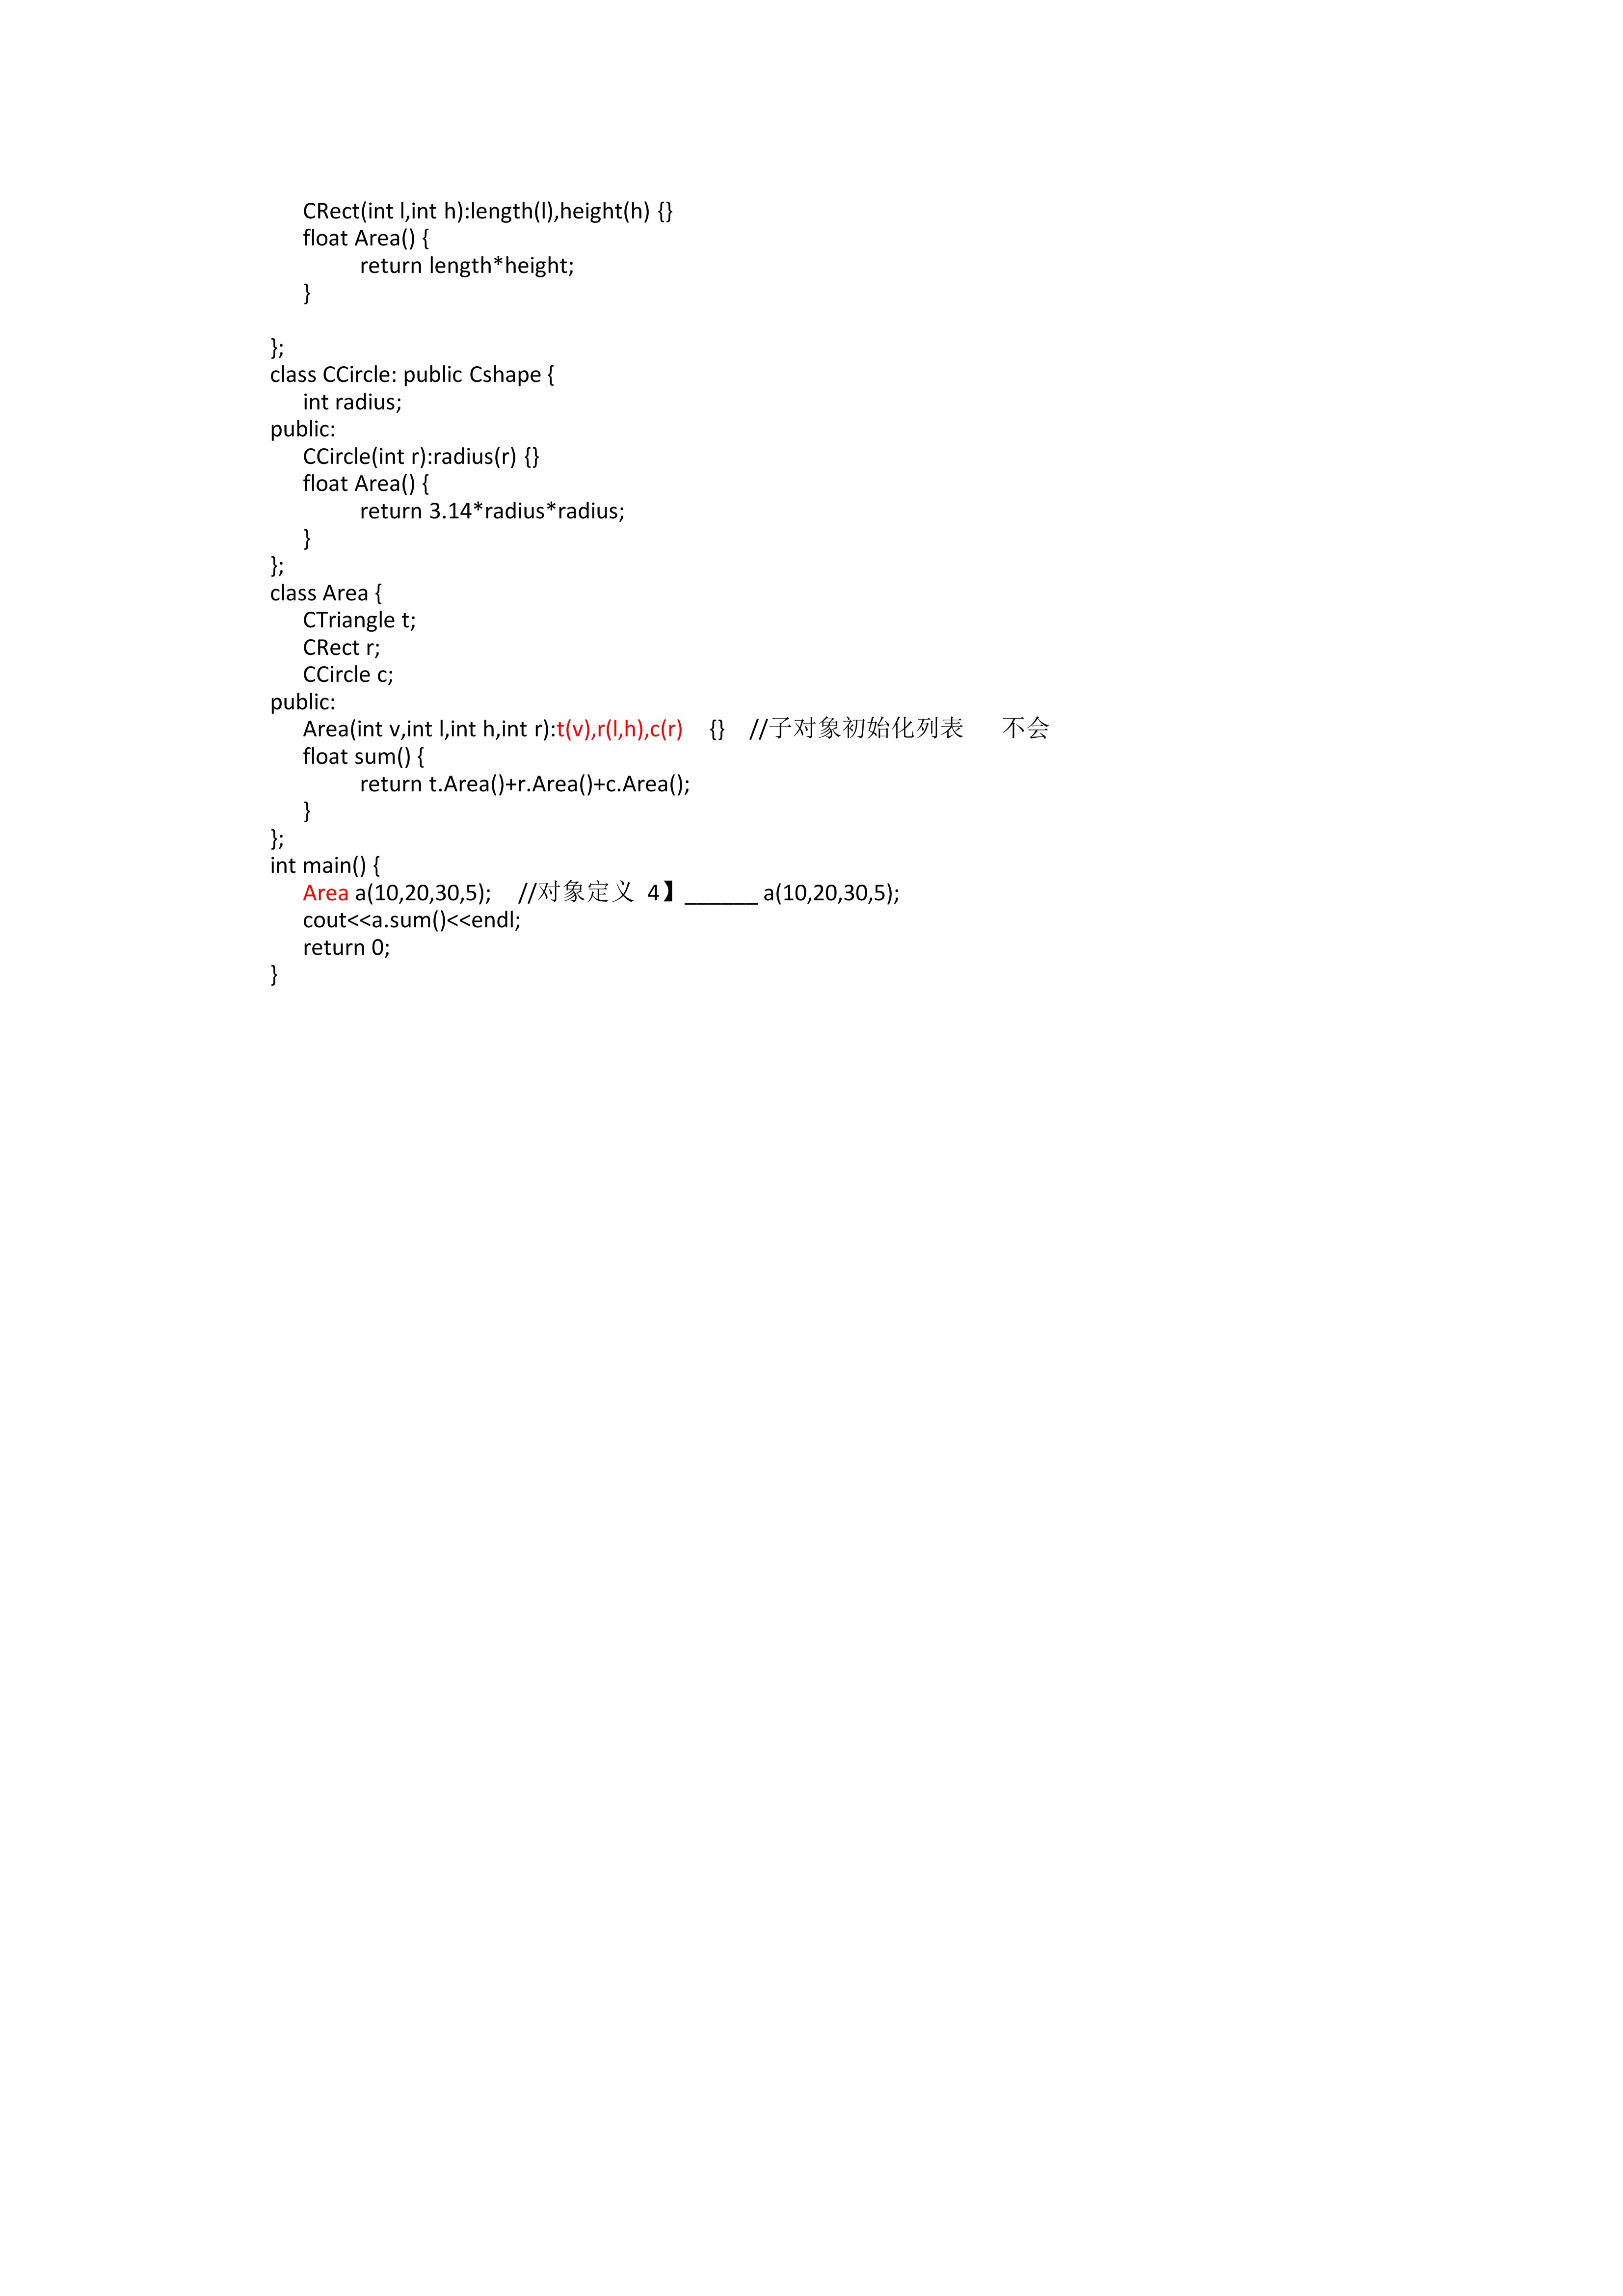 CRect(int l,int h):length(l),height(h) {}
float Area() {
return length*height;
}
};
class CCircle: public Cshape {
int radius;
public:
CCircle(int r):radius(r) {}
float Area() {
return 3.14*radius*radius;
}
};
class Area {
CTriangle t;
CRect r;
CCircle c;
public:
Area(int v,int l,int h,int r):t(v),r(l,h),c(r) {} //子对象初始化列表 不会
float sum() {
return t.Area()+r.Area()+c.Area();
}
};
int main() {
Area a(10,20,30,5); //对象定义 4】______ a(10,20,30,5);
cout<<a.sum()<<endl;
return 0;
}